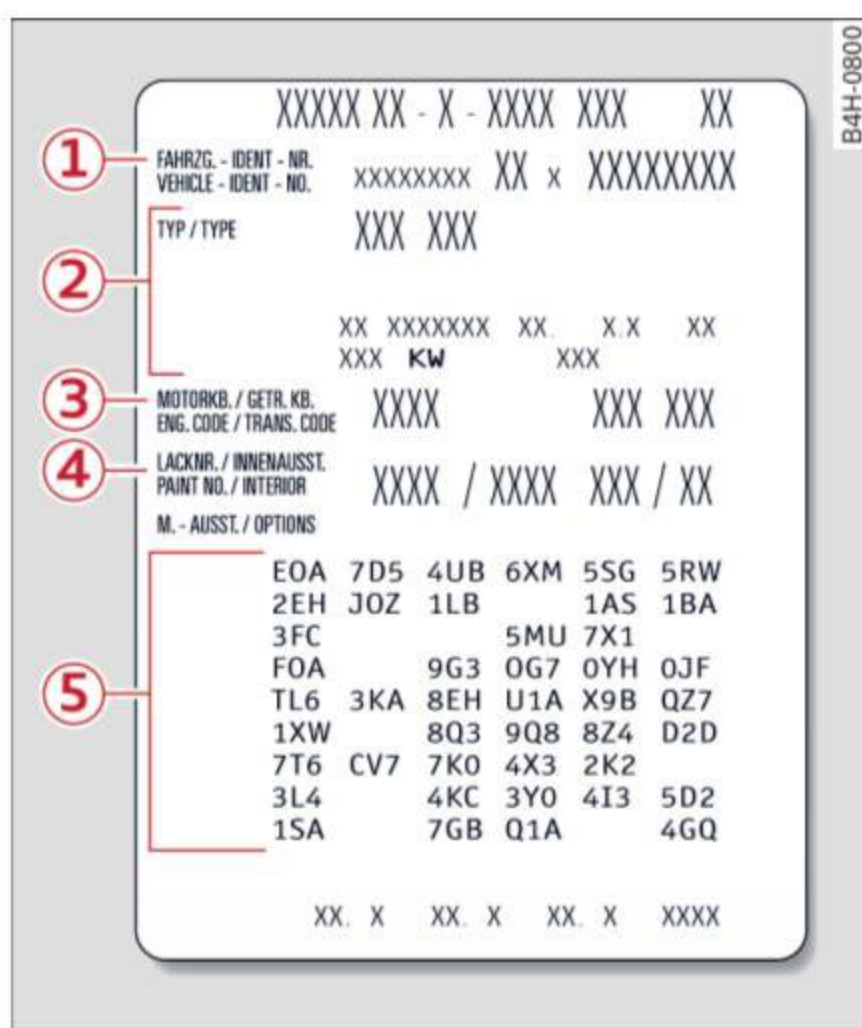 B4H-0800
XXXXX XX - X - XXXX XXX XX
1
FAHRZG. - IDENT - NR.
VEHICLE - IDENT - NO. XXXXXXXX XX X XXXXXXXX
2
TYP / TYPE XXX XXX
XX XXXXXXX XX. X.X XX
XXX KW XXX
3
MOTORKB. / GETR. KB.
ENG. CODE / TRANS. CODE XXXX XXX XXX
4
LACKNR. / INNENAUSST.
PAINT NO. / INTERIOR XXXX / XXXX XXX / XX
M. - AUSST. / OPTIONS
5
EOA 7D5 4UB 6XM 5SG 5RW
2EH JOZ 1LB 1AS 1BA
3FC 5MU 7X1
FOA 9G3 OG7 0YH 0JF
TL6 3KA 8EH U1A X9B QZ7
1XW 8Q3 9Q8 8Z4 D2D
7T6 CV7 7K0 4X3 2K2
3L4 4KC 3Y0 4I3 5D2
1SA 7GB Q1A 4GQ
XX. X XX. X XX. X XXXX